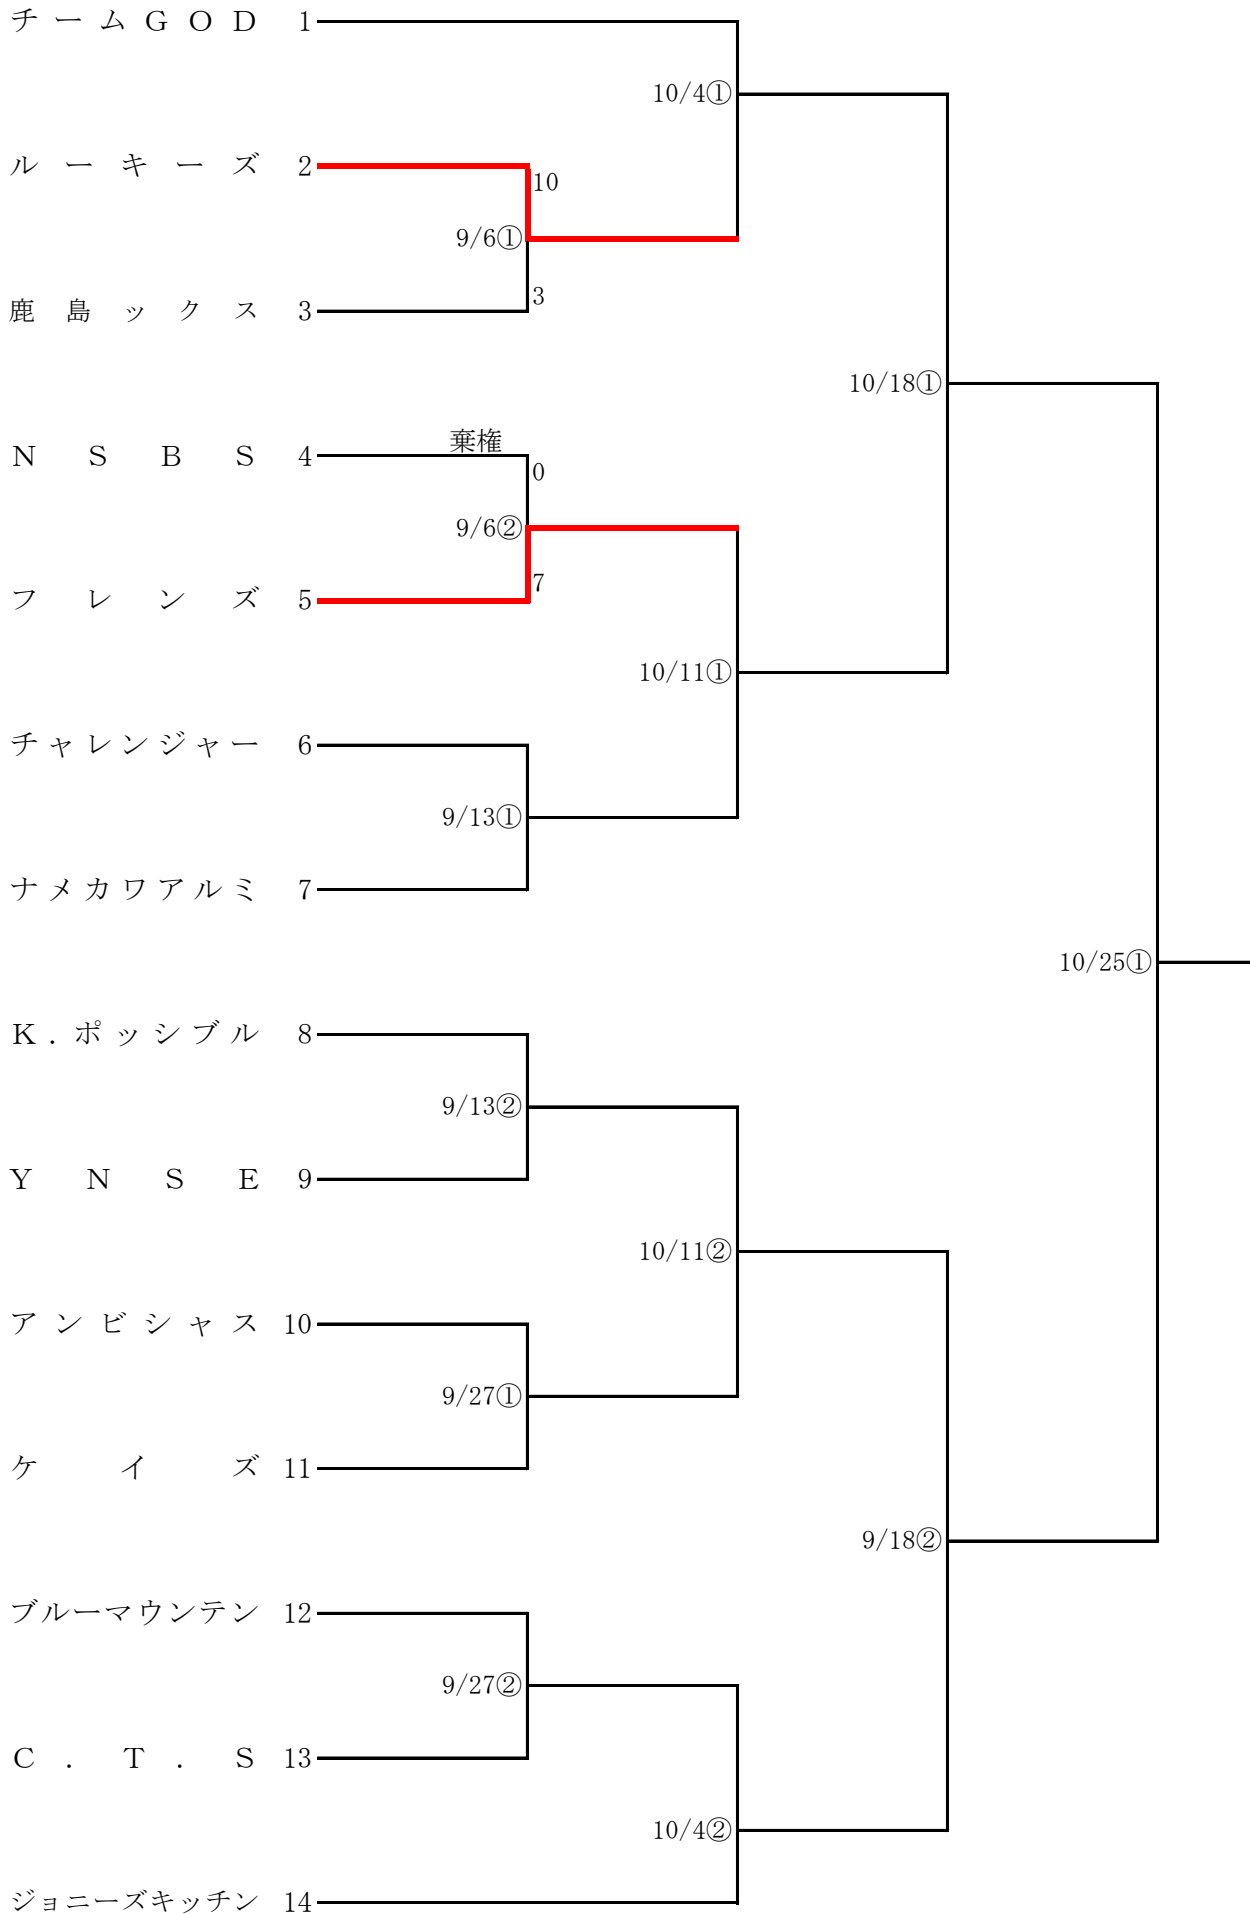 チームＧＯＤ 1
10/4①
ルーキーズ 2
10
9/6①
3
鹿島ックス 3
10/18①
棄権
ＮＳＢＳ 4
0
9/6②
7
フレンズ 5
10/11①
チャレンジャー 6
9/13①
ナメカワアルミ 7
10/25①
Ｋ．ポッシブル 8
9/13②
ＹＮＳＥ 9
10/11②
アンビシャス 10
9/27①
ケイズ 11
9/18②
ブルーマウンテン 12
9/27②
Ｃ．Ｔ．Ｓ 13
10/4②
ジョニーズキッチン 14